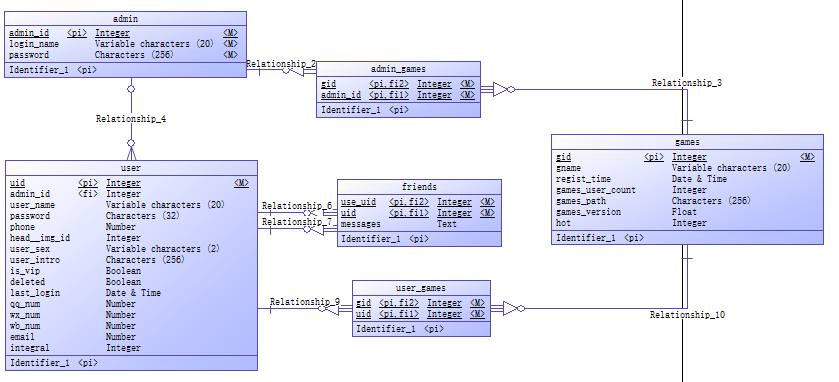 admin
admin_id <pi> Integer <M>
login_name Variable characters (20) <M>
password Characters (256) <M>
Identifier_1 <pi>
Relationship_2
admin_games
gid <pi,fi2> Integer <M>
admin_id <pi,fi1> Integer <M>
Identifier_1 <pi>
Relationship_3
Relationship_4
games
gid <pi> Integer <M>
gname Variable characters (20)
regist_time Date & Time
games_user_count Integer
games_path Characters (256)
games_version Float
hot Integer
Identifier_1 <pi>
user
uid <pi> Integer <M>
admin_id <fi> Integer
user_name Variable characters (20)
password Characters (32)
phone Number
head__img_id Integer
user_sex Variable characters (2)
user_intro Characters (256)
is_vip Boolean
deleted Boolean
last_login Date & Time
qq_num Number
wx_num Number
wb_num Number
email Number
integral Integer
Identifier_1 <pi>
Relationship_6
Relationship_7
friends
use_uid <pi,fi2> Integer <M>
uid <pi,fi1> Integer <M>
messages Text
Identifier_1 <pi>
Relationship_9
user_games
gid <pi,fi2> Integer <M>
uid <pi,fi1> Integer <M>
Identifier_1 <pi>
Relationship_10